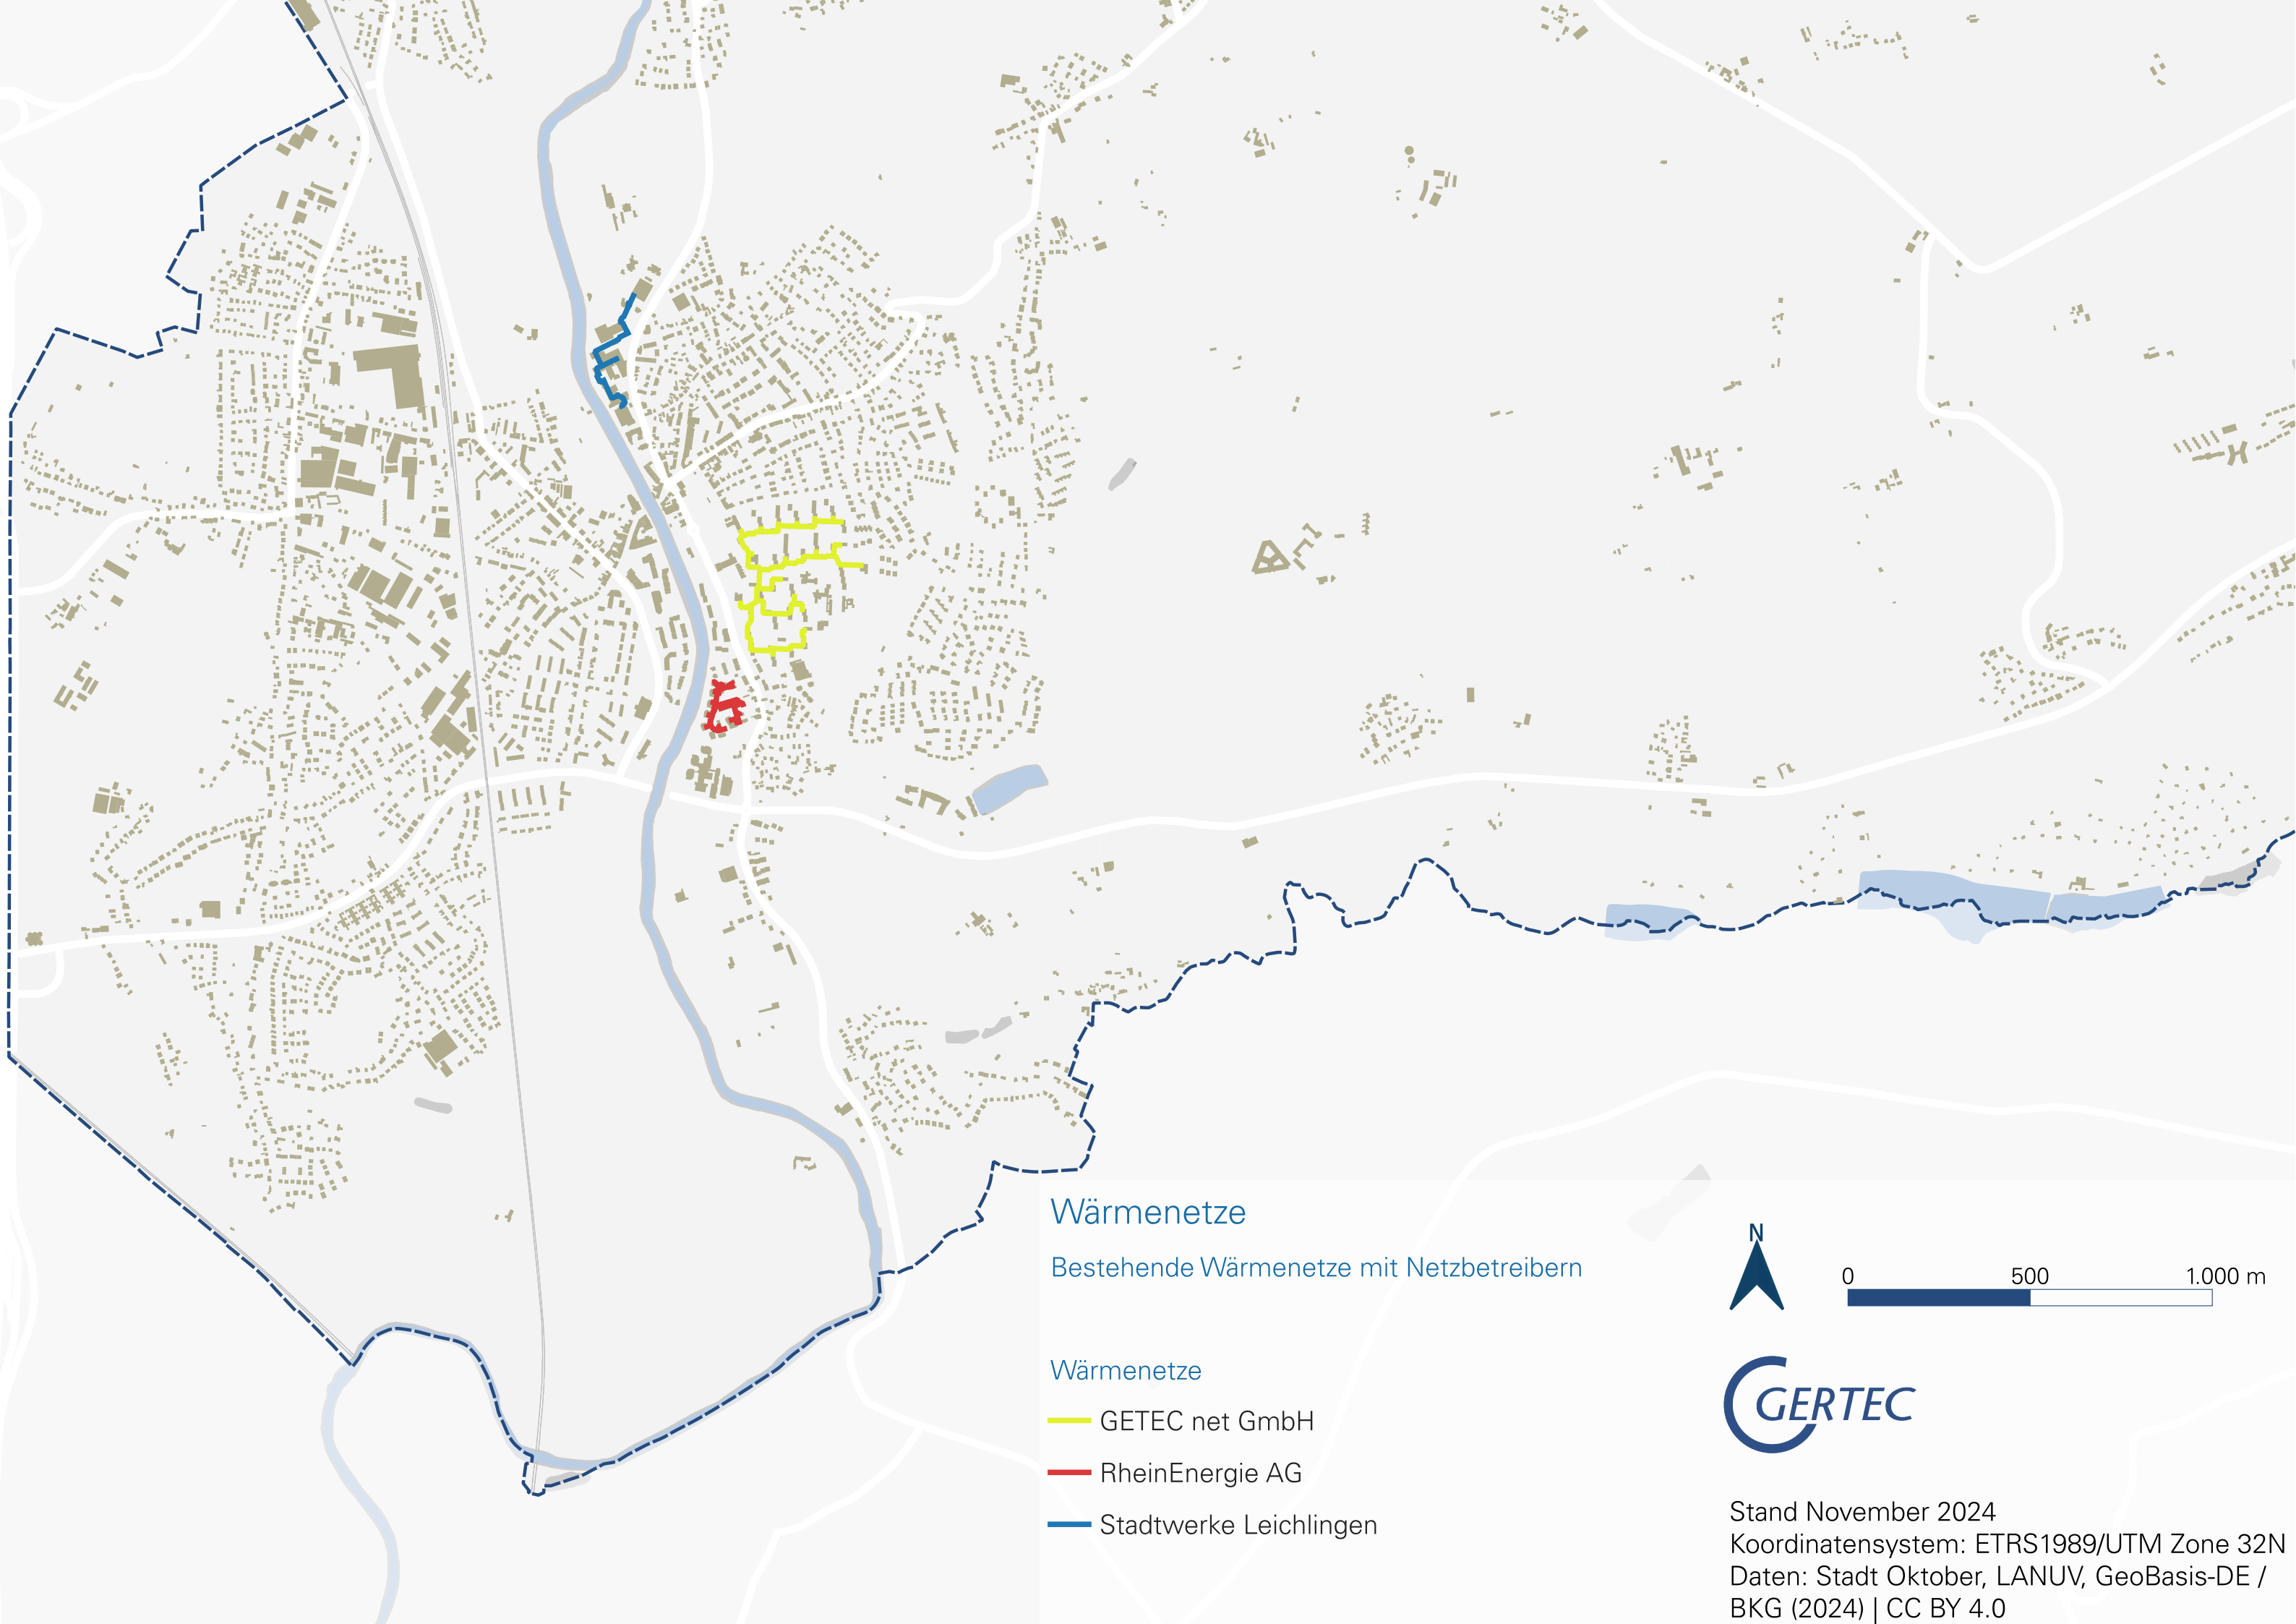 Wärmenetze
Bestehende Wärmenetze mit Netzbetreibern
Wärmenetze
GETEC net GmbH
RheinEnergie AG
Stadtwerke Leichlingen
N
0 500 1.000 m
GERTEC
Stand November 2024
Koordinatensystem: ETRS1989/UTM Zone 32N
Daten: Stadt Oktober, LANUV, GeoBasis-DE /
BKG (2024) | CC BY 4.0